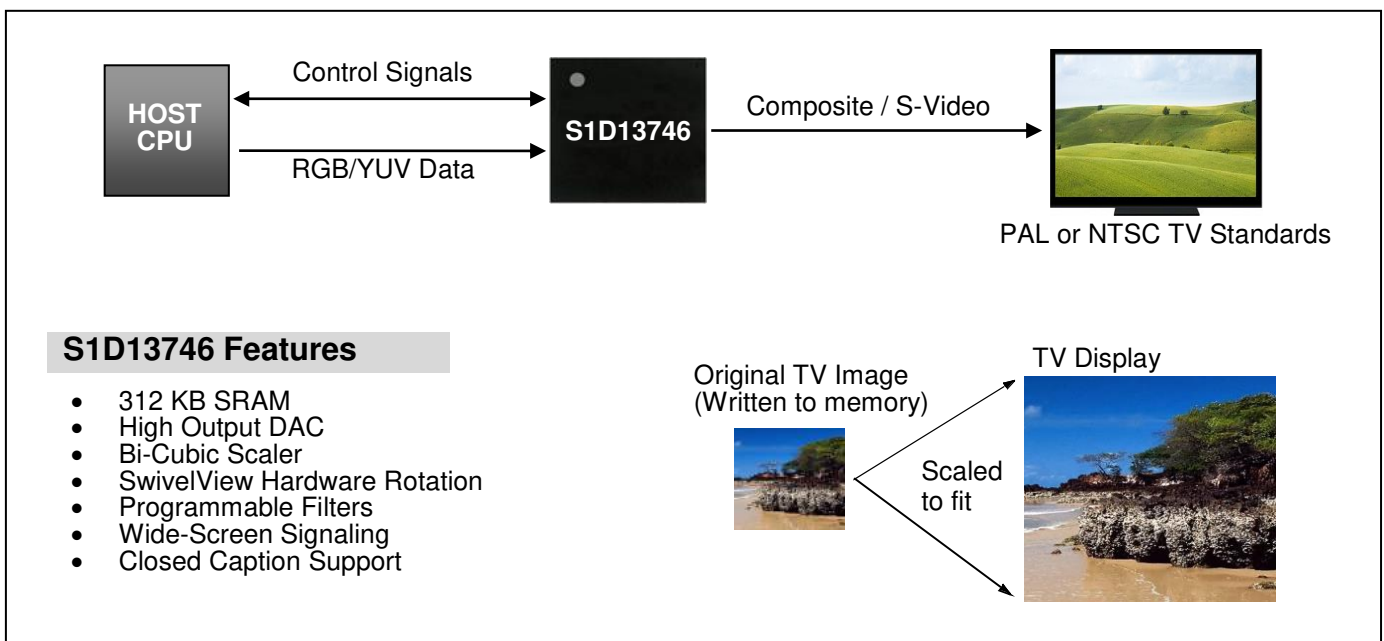 Control Signals
HOST
CPU
S1D13746
Composite / S-Video
RGB/YUV Data
PAL or NTSC TV Standards
S1D13746 Features
• 312 KB SRAM
• High Output DAC
• Bi-Cubic Scaler
• SwivelView Hardware Rotation
• Programmable Filters
• Wide-Screen Signaling
• Closed Caption Support
Original TV Image
(Written to memory)
TV Display
Scaled
to fit